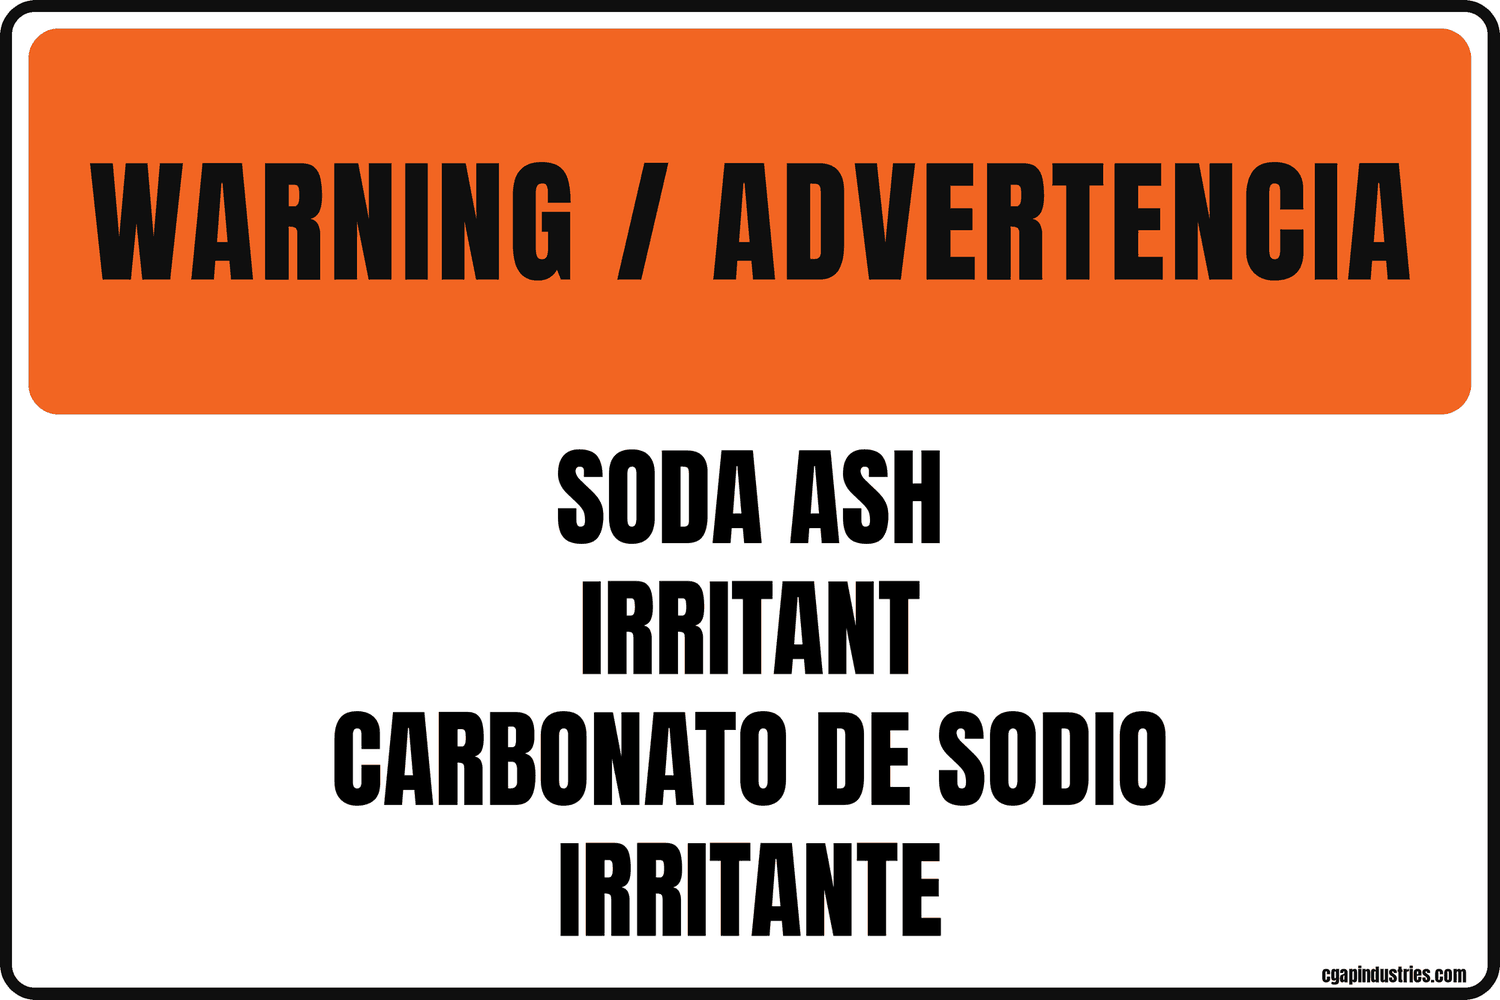 WARNING / ADVERTENCIA
SODA ASH
IRRITANT
CARBONATO DE SODIO
IRRITANTE
cgapindustries.com